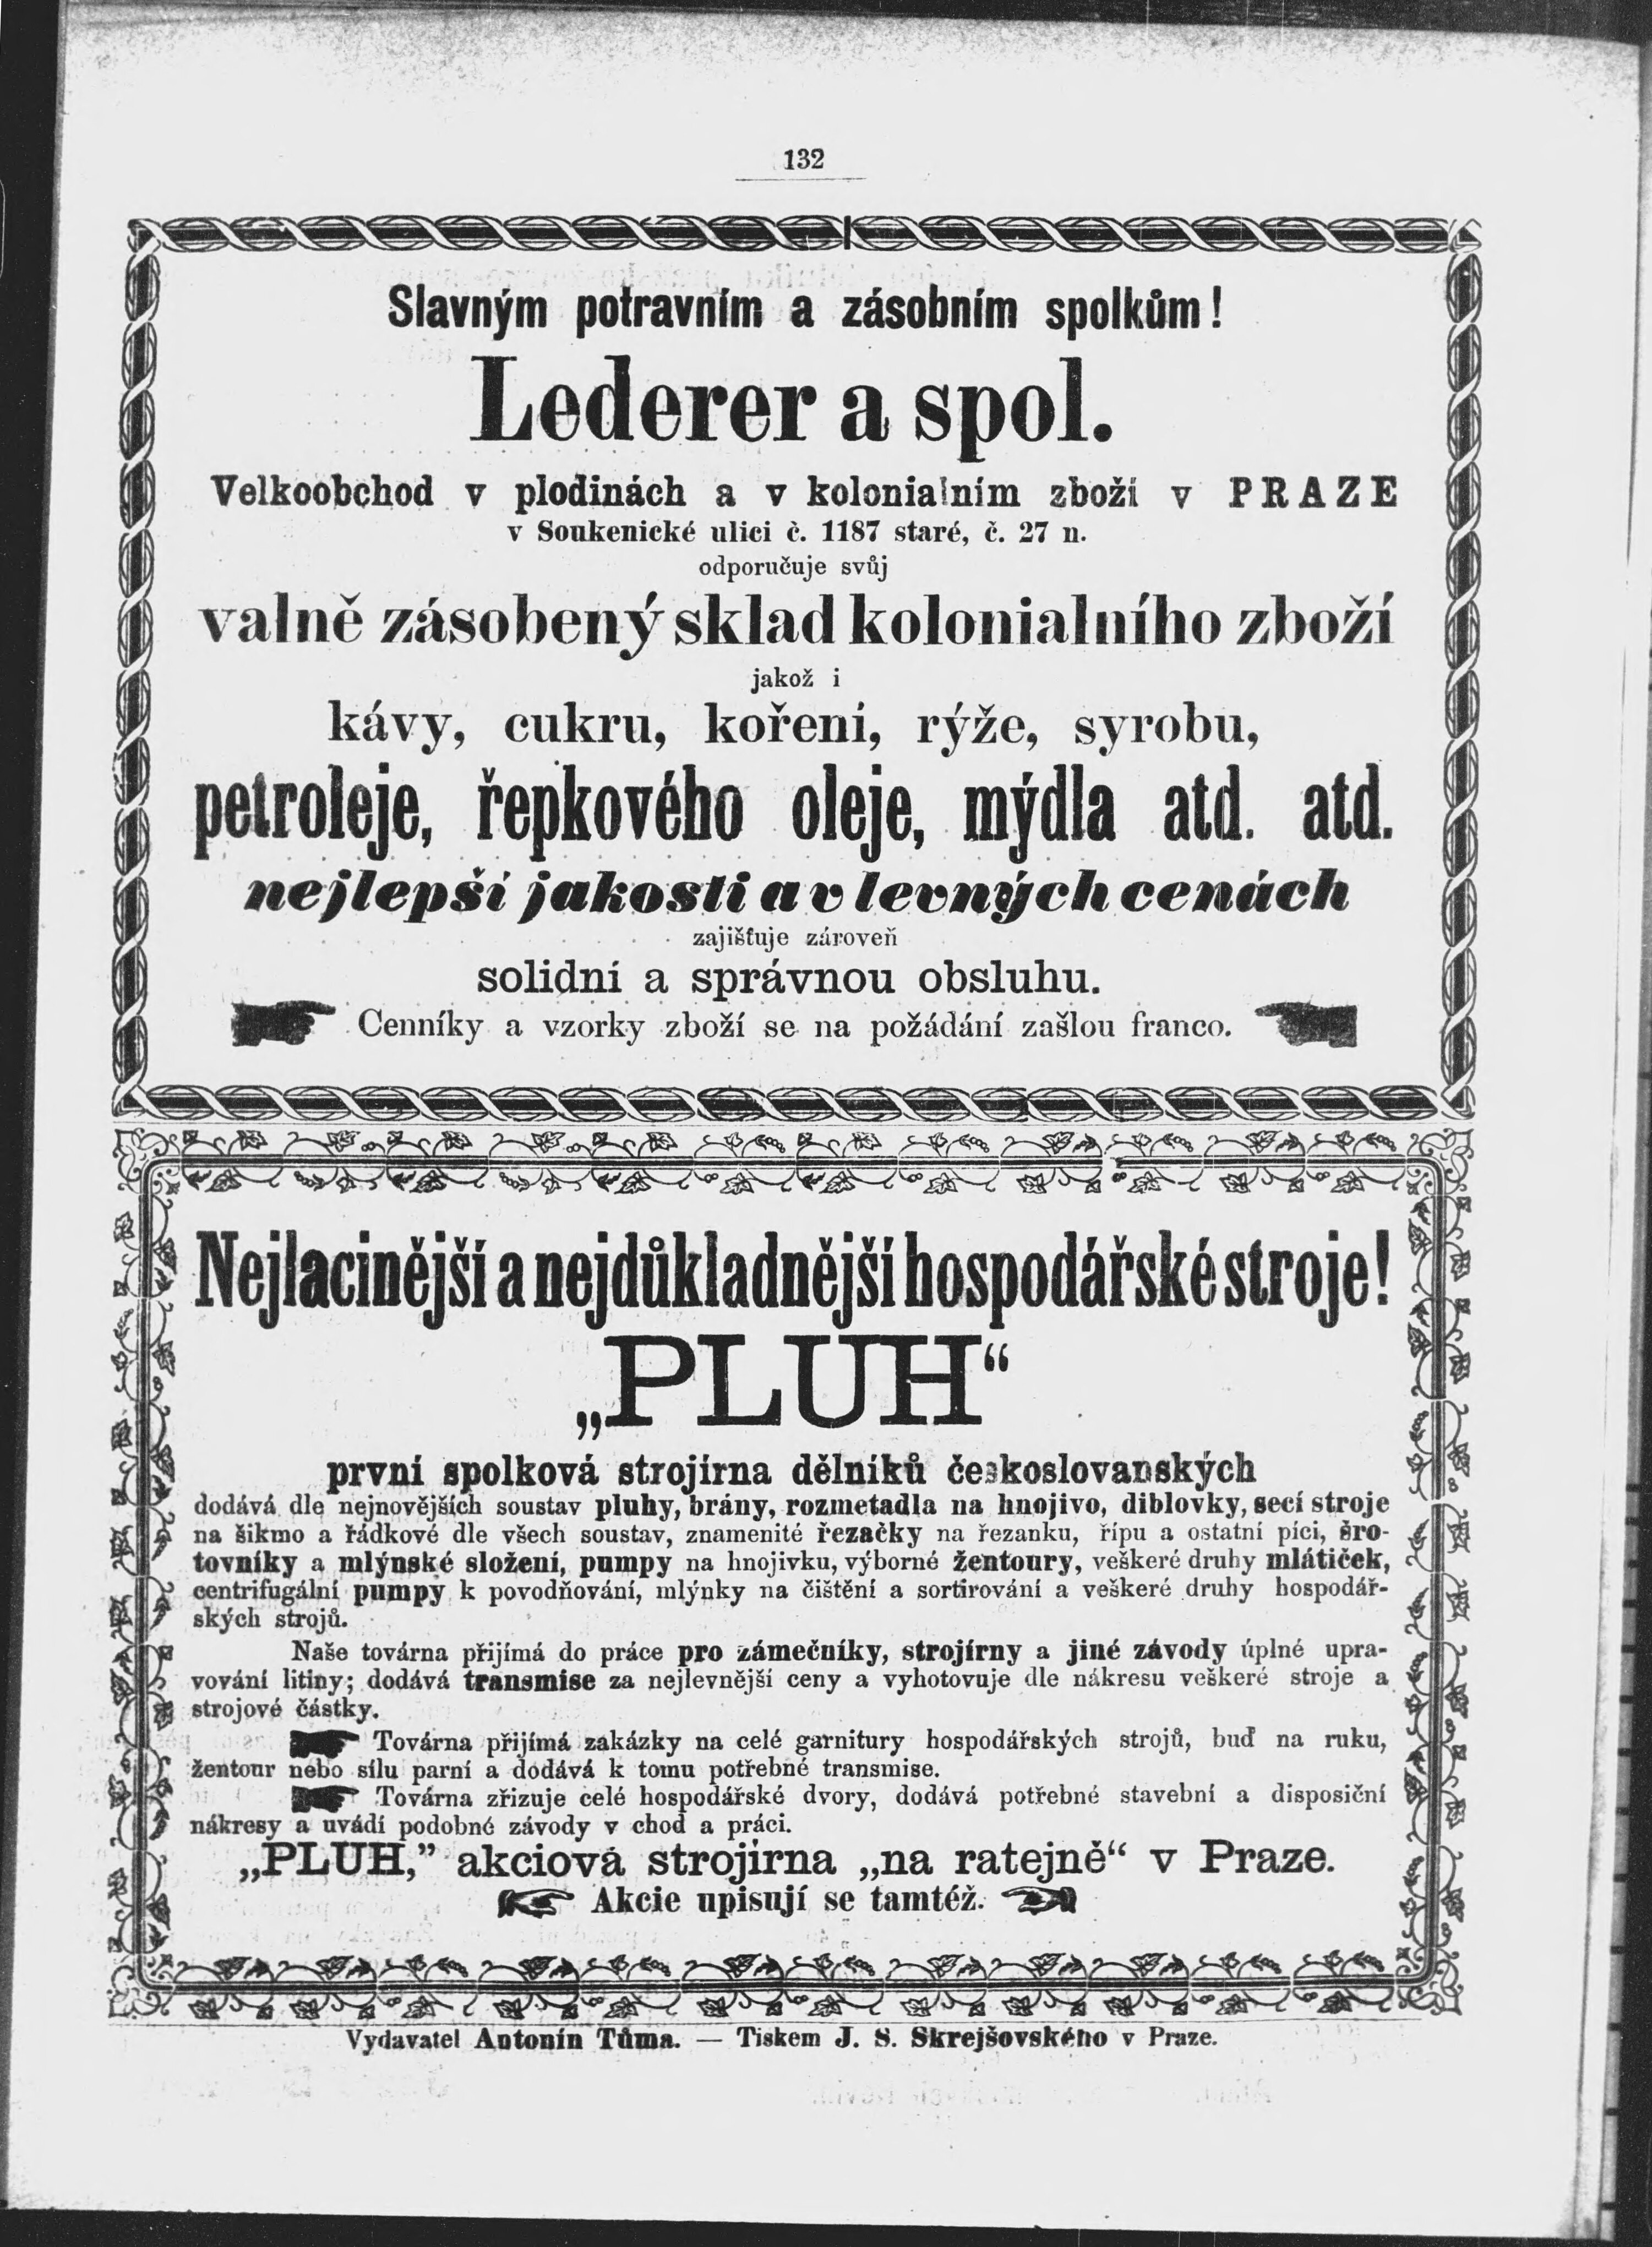 132
Slavným potravním a zásobním spolkům!
Lederer a spol.
Velkoobchod v plodinách a v kolonialním zboží v PRAZE
v Soukenické ulici č. 1187 staré, č. 27 n.
odporučuje svůj
valně zásobený sklad kolonialního zboží
jakož i
kávy, cukru, koření, rýže, syrobu,
petroleje, řepkového oleje, mýdla atd. atd.
nejlepší jakosti a v levných cenách
zajišťuje zároveň
solidní a správnou obsluhu.
Cenníky a vzorky zboží se na požádání zašlou franco.
Nejlacinější a nejdůkladnější hospodářské stroje!
„PLUH“
první spolková strojírna dělníků českoslovanských
dodává dle nejnovějších soustav pluhy, brány, rozmetadla na hnojivo, diblovky, secí stroje
na šikmo a řádkové dle všech soustav, znamenité řezačky na řezanku, řípu a ostatní píci, šro-
tovníky a mlýnské složení, pumpy na hnojivku, výborné žentoury, veškeré druhy mlátiček,
centrifugální pumpy k povodňování, mlýnky na čištění a sortirování a veškeré druhy hospodář-
ských strojů.
Naše továrna přijímá do práce pro zámečníky, strojírny a jiné závody úplné upra-
vování litiny; dodává transmise za nejlevnější ceny a vyhotovuje dle nákresu veškeré stroje a
strojové částky.
Továrna přijímá zakázky na celé garnitury hospodářských strojů, buď na ruku,
žentour nebo sílu parní a dodává k tomu potřebné transmise.
Továrna zřizuje celé hospodářské dvory, dodává potřebné stavební a disposiční
nákresy a uvádí podobné závody v chod a práci.
„PLUH,” akciová strojírna „na ratejně“ v Praze.
Akcie upisují se tamtéž.
Vydavatel Antonín Tůma. — Tiskem J. S. Skrejšovského v Praze.